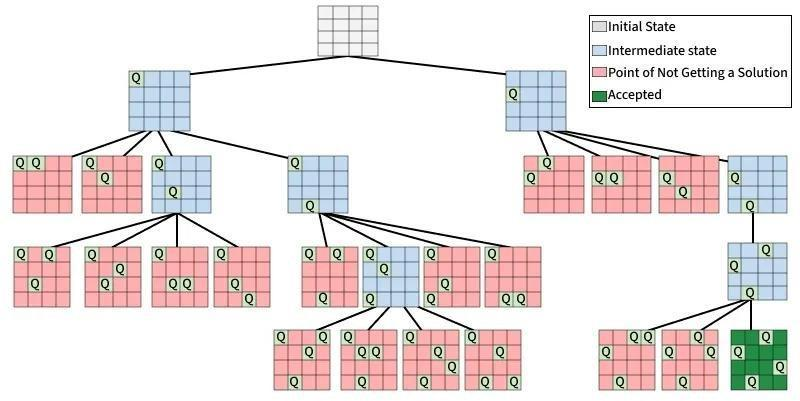 Initial State
Intermediate state
Point of Not Getting a Solution
Accepted
Q
Q
Q Q Q Q Q Q
Q Q Q Q Q Q
Q Q
Q Q
Q Q Q Q Q Q Q Q Q Q Q
Q Q Q
Q Q Q Q Q Q
Q Q Q Q Q Q Q
Q Q Q Q Q Q Q Q Q
Q Q Q Q Q Q Q Q Q
Q Q
Q Q Q Q Q Q Q Q